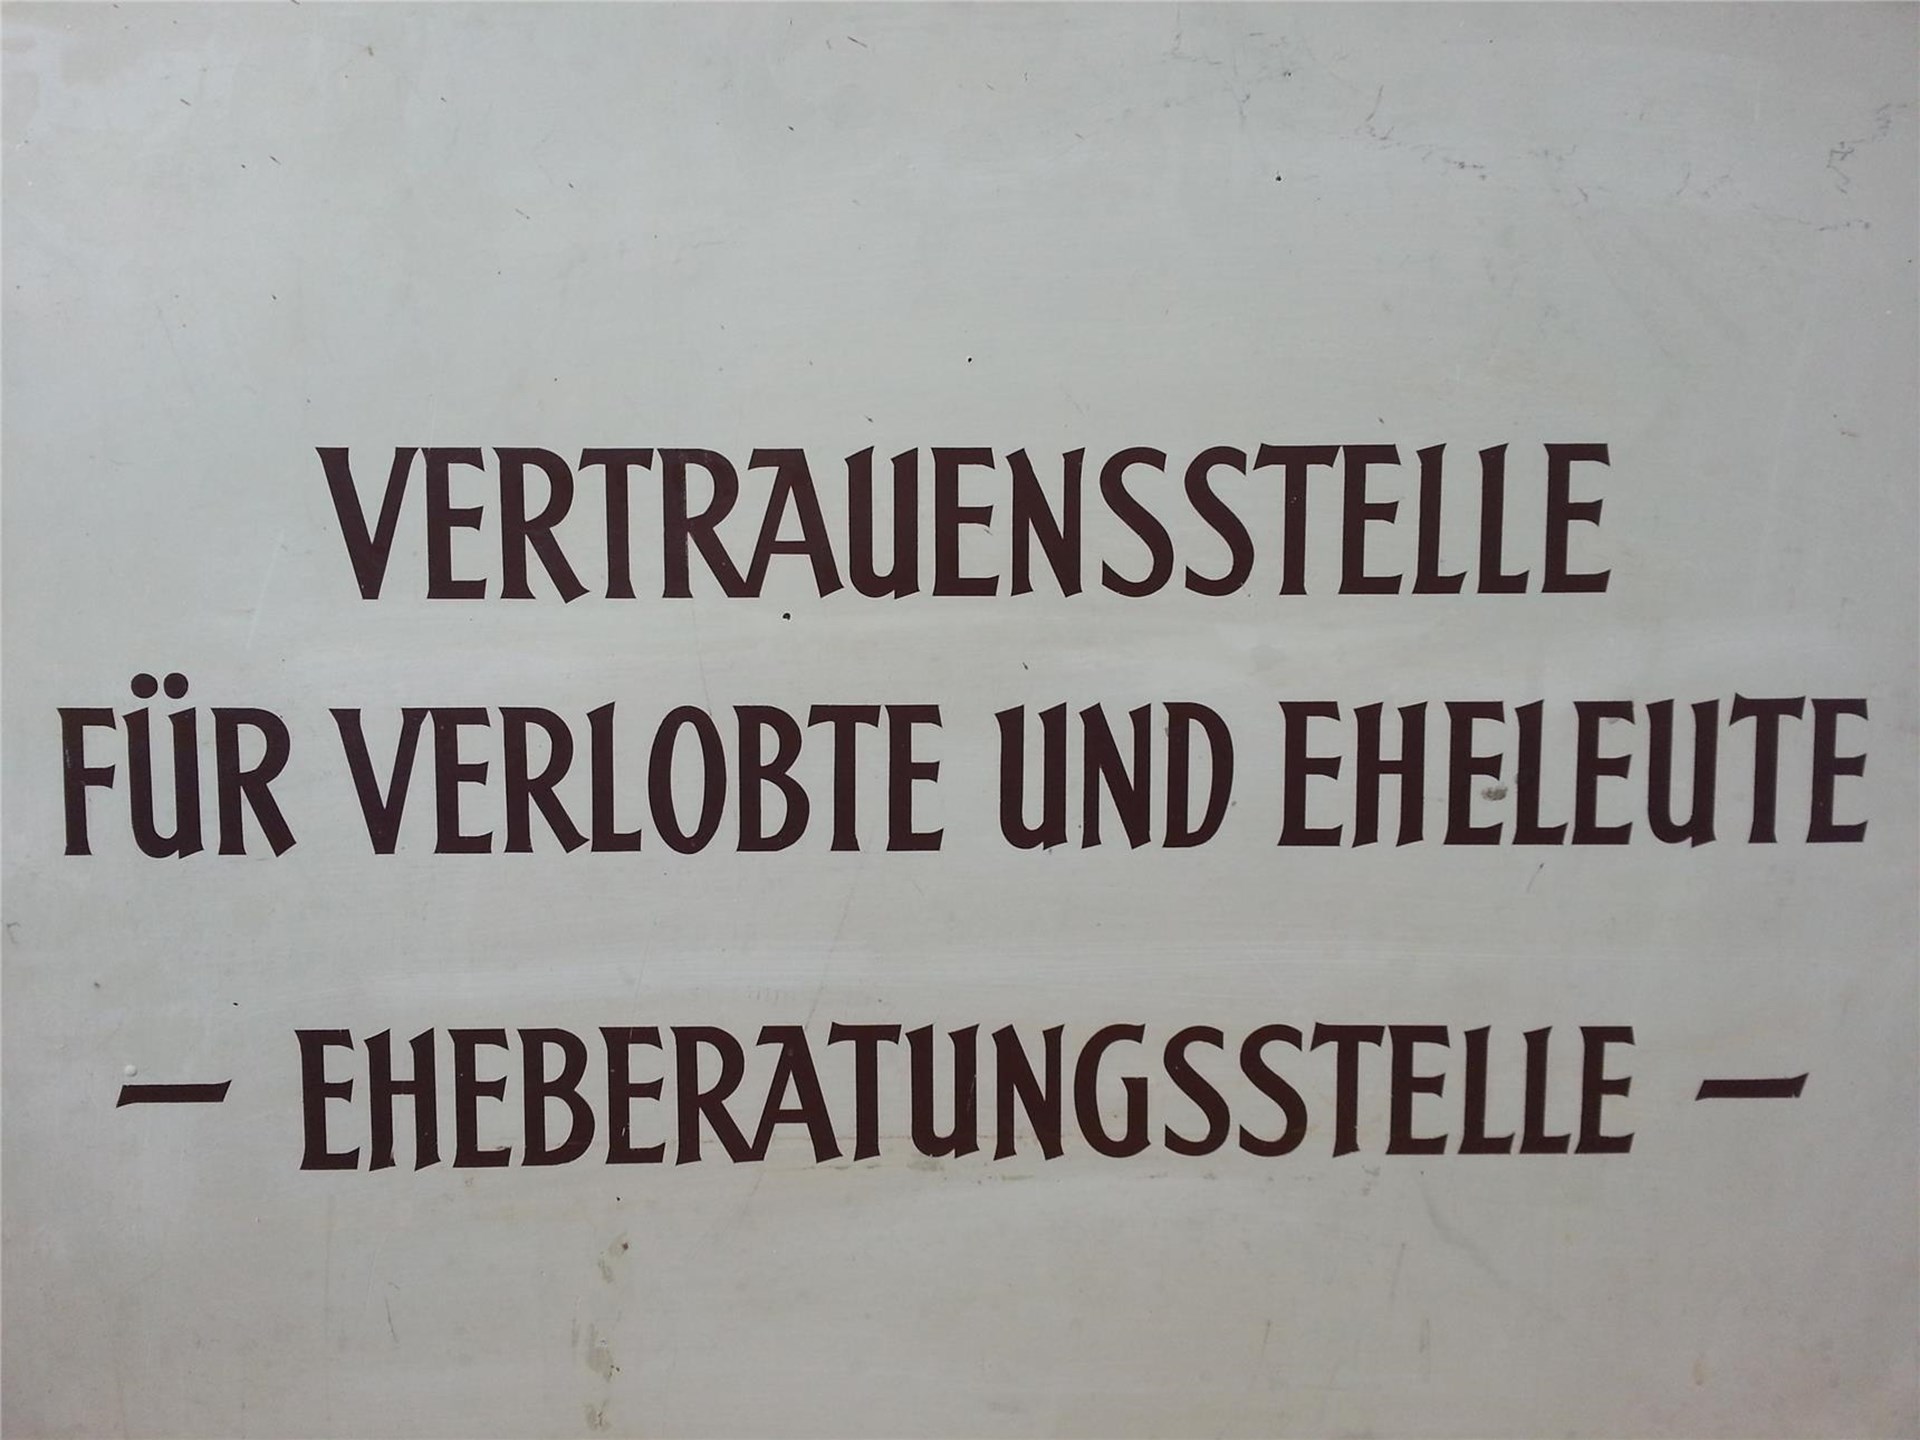 VERTRAUENSSTELLE
FÜR VERLOBTE UND EHELEUTE
– EHEBERATUNGSSTELLE –